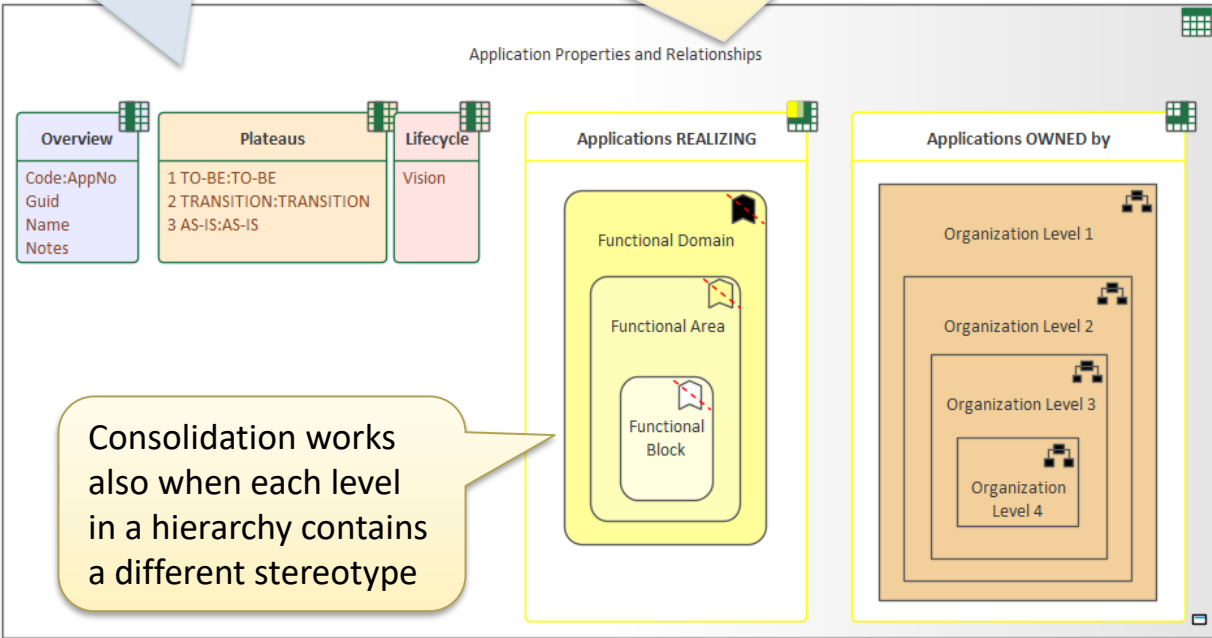 Application Properties and Relationships
Overview
Code:AppNo
Guid
Name
Notes
Plateaus
1 TO-BE:TO-BE
2 TRANSITION:TRANSITION
3 AS-IS:AS-IS
Lifecycle
Vision
Applications REALIZING
Functional Domain
Functional Area
Functional
Block
Applications OWNED by
Organization Level 1
Organization Level 2
Organization Level 3
Organization
Level 4
Consolidation works
also when each level
in a hierarchy contains
a different stereotype